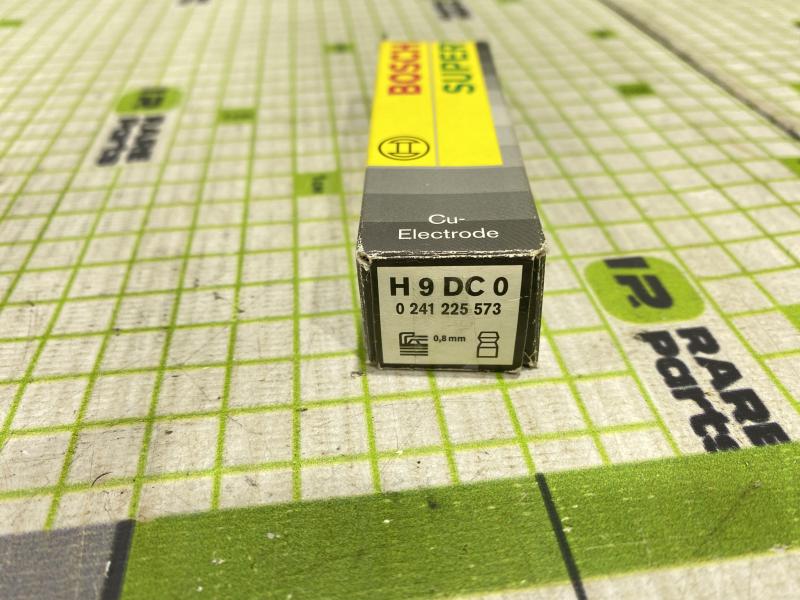 BOSCH
SUPER
Cu-
Electrode
H 9 DC 0
0 241 225 573
0,8 mm
RARE
parts
RARE
parts